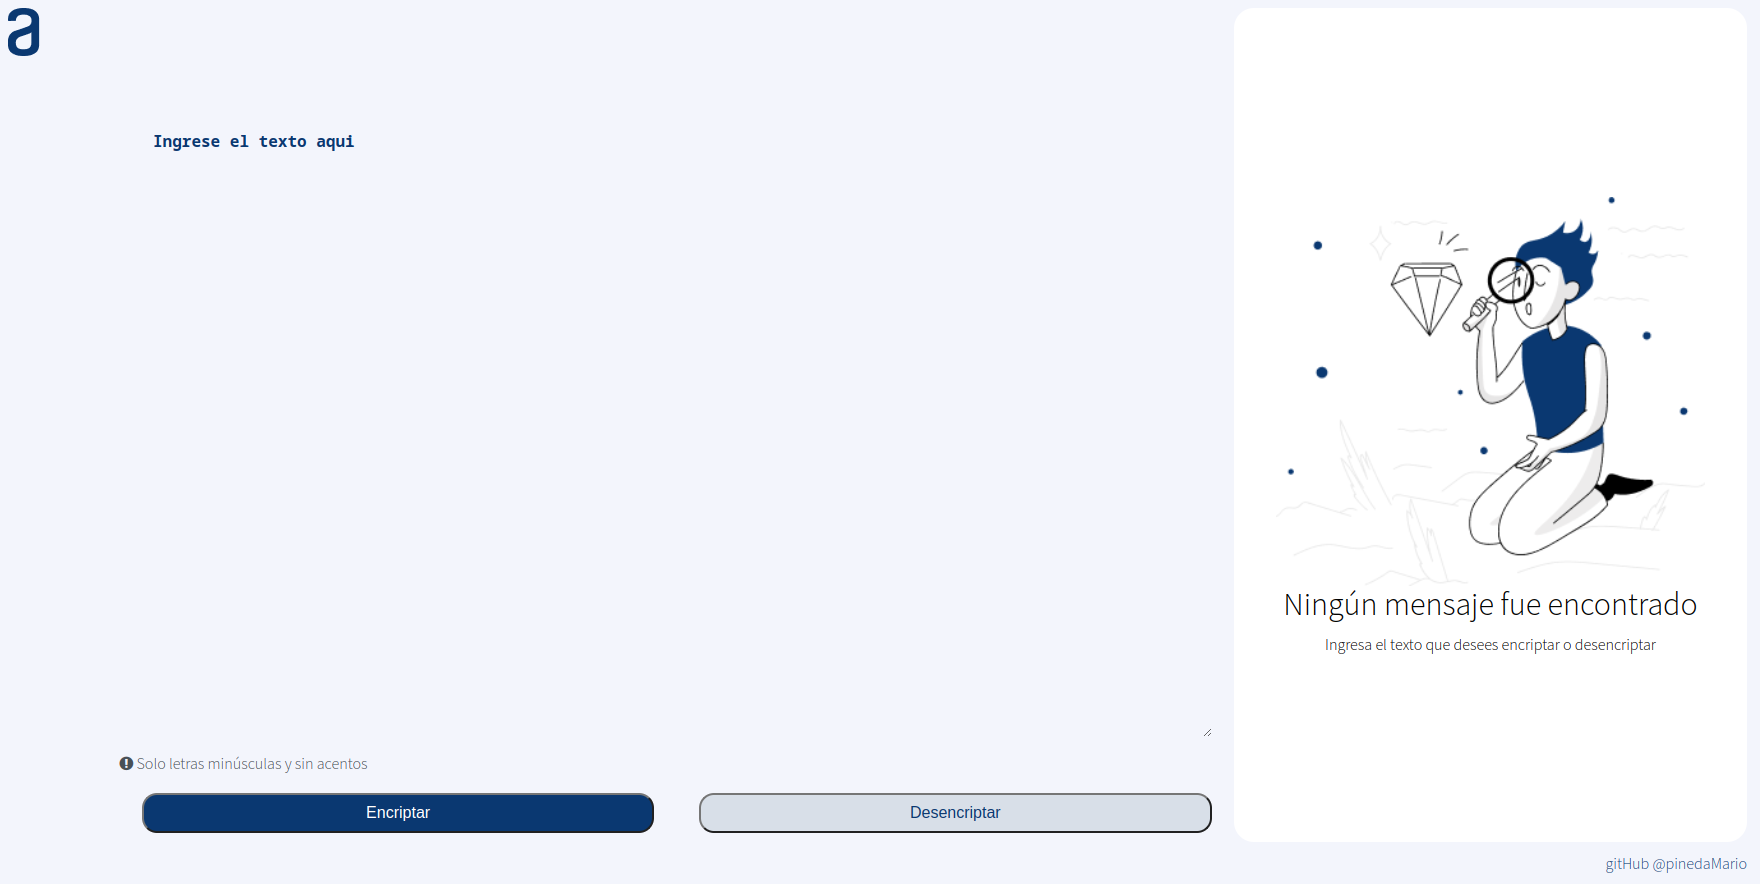 a
Ingrese el texto aqui
Solo letras minúsculas y sin acentos
Encriptar
Desencriptar
Ningún mensaje fue encontrado
Ingresa el texto que desees encriptar o desencriptar
gitHub @pinedaMario